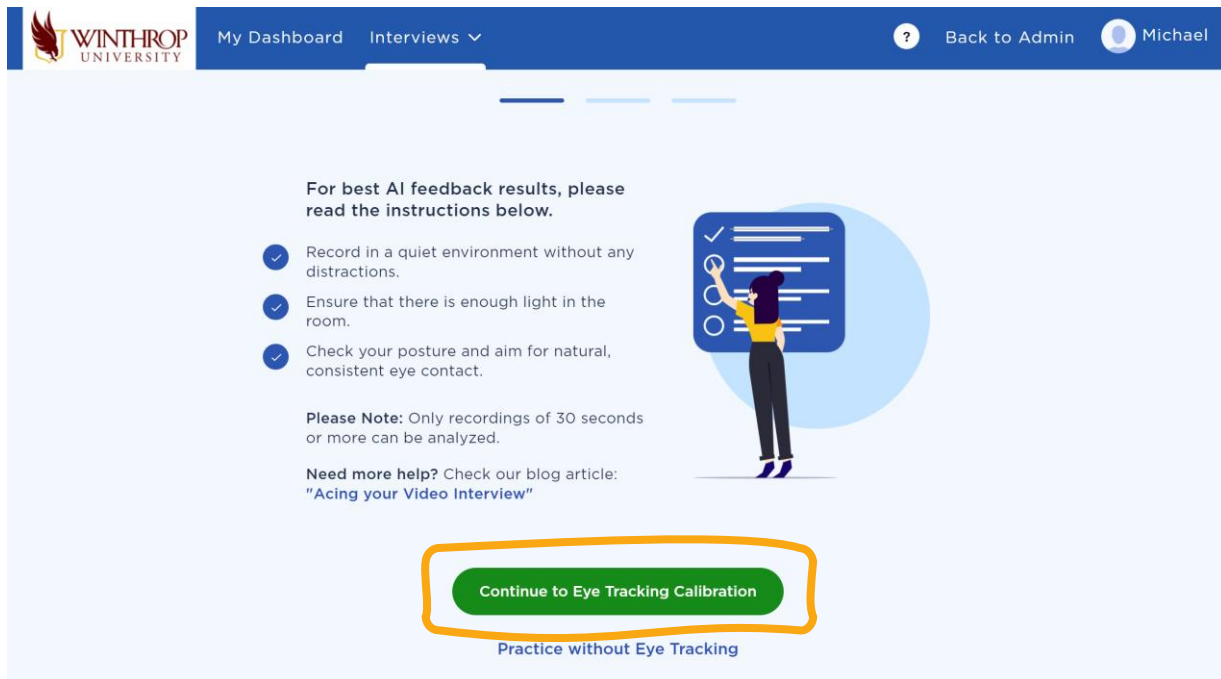 WINTHROP
UNIVERSITY
My Dashboard
Interviews
?
Back to Admin
Michael
For best AI feedback results, please
read the instructions below.
Record in a quiet environment without any
distractions.
Ensure that there is enough light in the
room.
Check your posture and aim for natural,
consistent eye contact.
Please Note: Only recordings of 30 seconds
or more can be analyzed.
Need more help? Check our blog article:
"Acing your Video Interview"
Continue to Eye Tracking Calibration
Practice without Eye Tracking